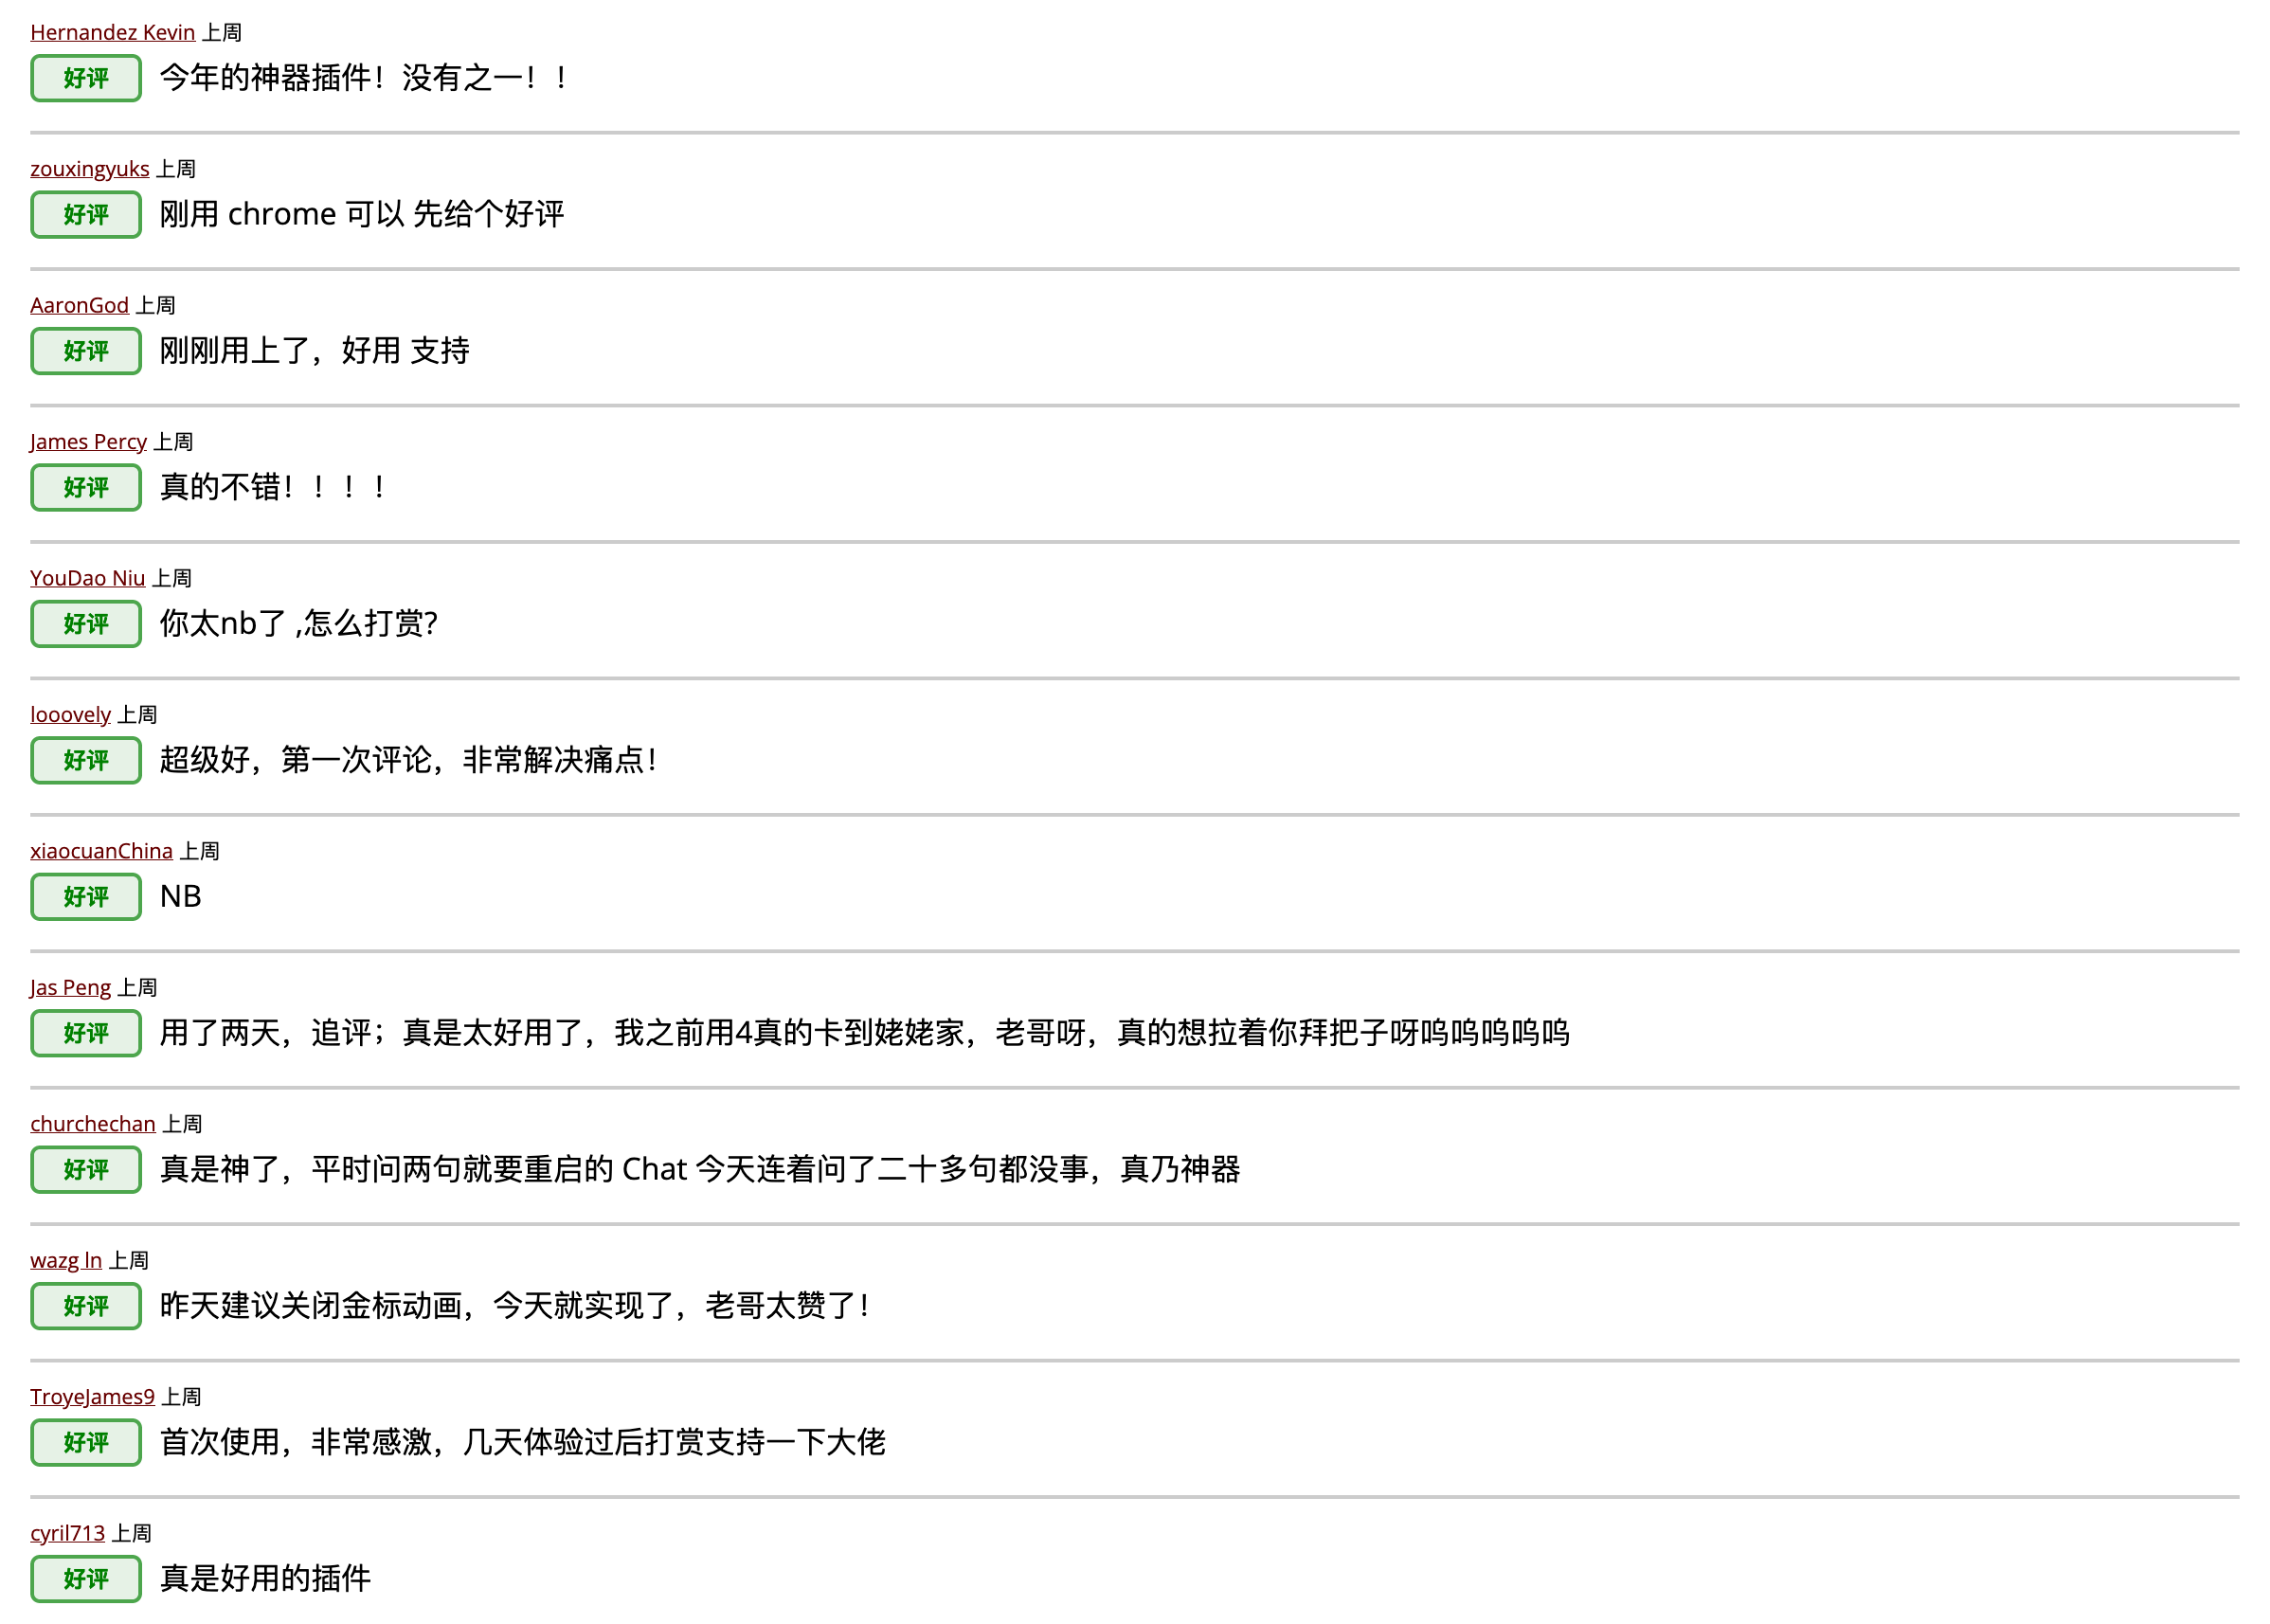 Hernandez Kevin 上周
好评 今年的神器插件！没有之一！！
zouxingyuks 上周
好评 刚用 chrome 可以 先给个好评
AaronGod 上周
好评 刚刚用上了，好用 支持
James Percy 上周
好评 真的不错！！！！
YouDao Niu 上周
好评 你太nb了 ,怎么打赏?
looovely 上周
好评 超级好，第一次评论，非常解决痛点！
xiaocuanChina 上周
好评 NB
Jas Peng 上周
好评 用了两天，追评；真是太好用了，我之前用4真的卡到姥姥家，老哥呀，真的想拉着你拜把子呀呜呜呜呜呜
churchechan 上周
好评 真是神了，平时问两句就要重启的 Chat 今天连着问了二十多句都没事，真乃神器
wazg ln 上周
好评 昨天建议关闭金标动画，今天就实现了，老哥太赞了！
TroyeJames9 上周
好评 首次使用，非常感激，几天体验过后打赏支持一下大佬
cyril713 上周
好评 真是好用的插件